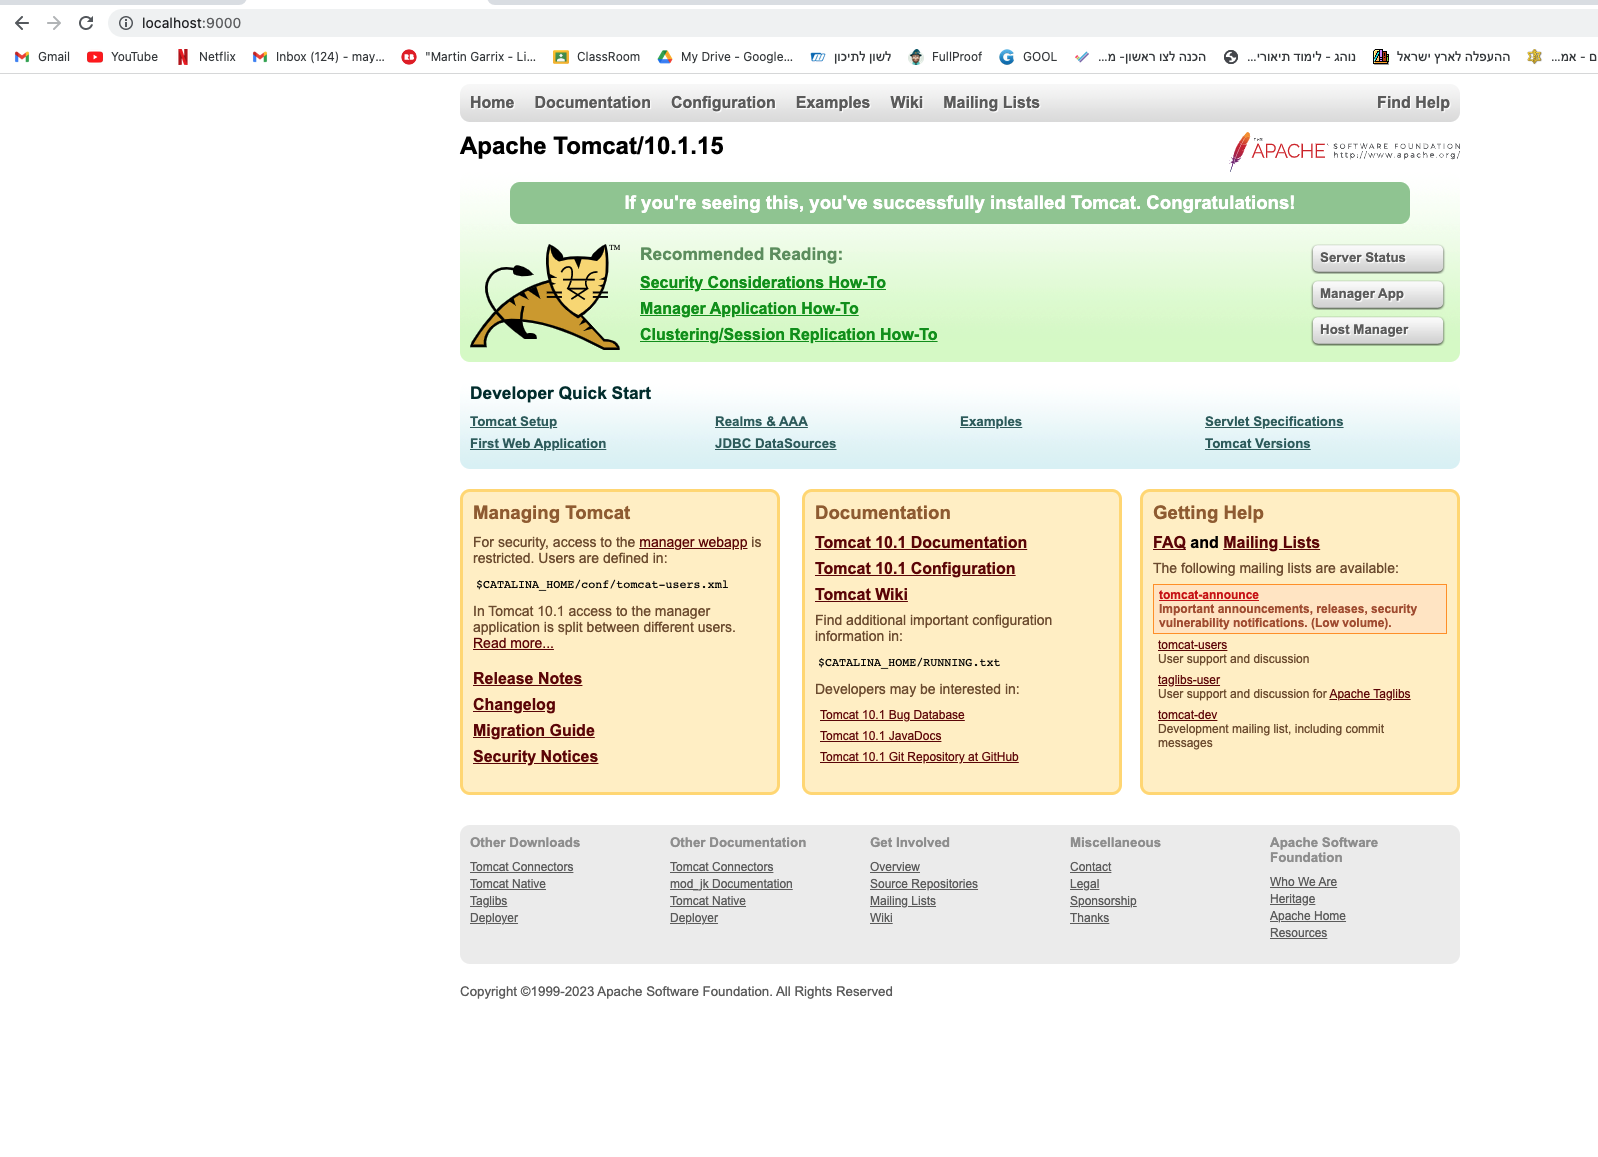 localhost:9000
Gmail YouTube Netflix Inbox (124) - may... "Martin Garrix - Li... ClassRoom My Drive - Google... לשון לתיכון FullProof GOOL הכנה לצו ראשון- מ... נוהג - לימוד תיאורי... ההעפלה לארץ ישראל ם - אמ...
Home Documentation Configuration Examples Wiki Mailing Lists Find Help
Apache Tomcat/10.1.15
THE APACHE SOFTWARE FOUNDATION
http://www.apache.org/
If you're seeing this, you've successfully installed Tomcat. Congratulations!
TM
Recommended Reading:
Security Considerations How-To
Manager Application How-To
Clustering/Session Replication How-To
Server Status
Manager App
Host Manager
Developer Quick Start
Tomcat Setup Realms & AAA Examples Servlet Specifications
First Web Application JDBC DataSources Tomcat Versions
Managing Tomcat
For security, access to the manager webapp is
restricted. Users are defined in:
$CATALINA_HOME/conf/tomcat-users.xml
In Tomcat 10.1 access to the manager
application is split between different users.
Read more...
Release Notes
Changelog
Migration Guide
Security Notices
Documentation
Tomcat 10.1 Documentation
Tomcat 10.1 Configuration
Tomcat Wiki
Find additional important configuration
information in:
$CATALINA_HOME/RUNNING.txt
Developers may be interested in:
Tomcat 10.1 Bug Database
Tomcat 10.1 JavaDocs
Tomcat 10.1 Git Repository at GitHub
Getting Help
FAQ and Mailing Lists
The following mailing lists are available:
tomcat-announce
Important announcements, releases, security
vulnerability notifications. (Low volume).
tomcat-users
User support and discussion
taglibs-user
User support and discussion for Apache Taglibs
tomcat-dev
Development mailing list, including commit
messages
Other Downloads
Tomcat Connectors
Tomcat Native
Taglibs
Deployer
Other Documentation
Tomcat Connectors
mod_jk Documentation
Tomcat Native
Deployer
Get Involved
Overview
Source Repositories
Mailing Lists
Wiki
Miscellaneous
Contact
Legal
Sponsorship
Thanks
Apache Software
Foundation
Who We Are
Heritage
Apache Home
Resources
Copyright ©1999-2023 Apache Software Foundation. All Rights Reserved